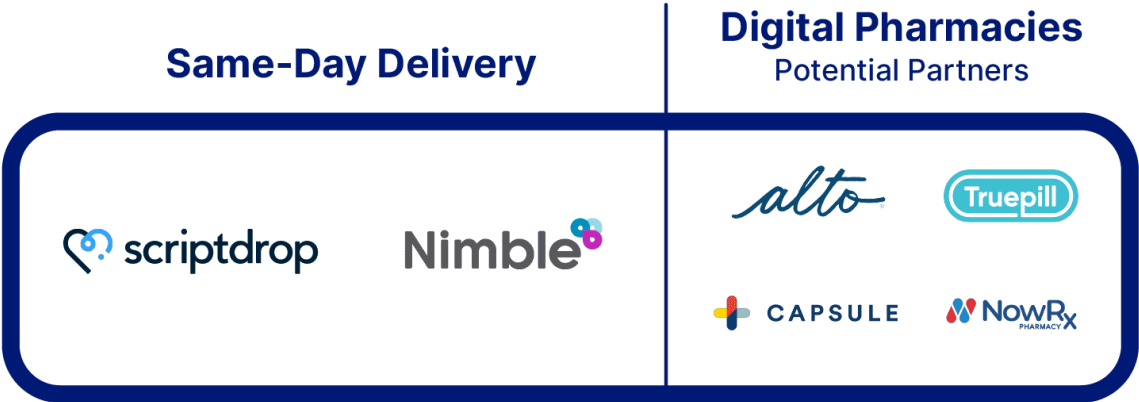 Same-Day Delivery
Digital Pharmacies
Potential Partners
scriptdrop
Nimble
alto
Truepill
CAPSULE
NowRx
PHARMACY